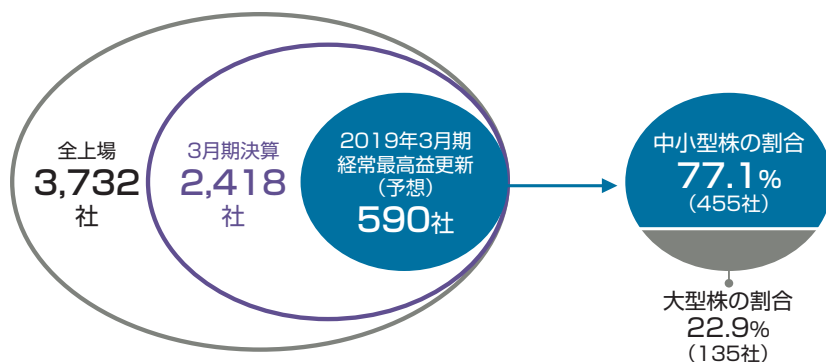 全上場
3,732
社
3月期決算
2,418
社
2019年3月期
経常最高益更新
(予想)
590社
中小型株の割合
77.1%
(455社)
大型株の割合
22.9%
(135社)